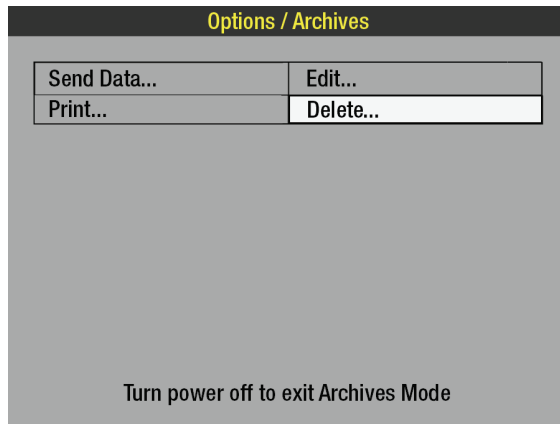 Options / Archives
Send Data... Edit...
Print... Delete...
Turn power off to exit Archives Mode